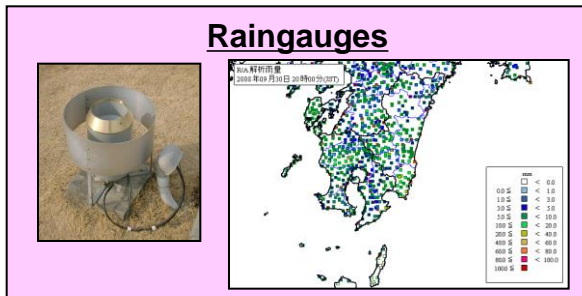 Raingauges
R/A 解析雨量
2008年09月30日 20時00分(JST)
mm
< 0.0
0.0 ≦ < 1.0
1.0 ≦ < 3.0
3.0 ≦ < 5.0
5.0 ≦ < 10.0
10.0 ≦ < 20.0
20.0 ≦ < 40.0
40.0 ≦ < 60.0
60.0 ≦ < 80.0
80.0 ≦ < 100.0
100.0 ≦